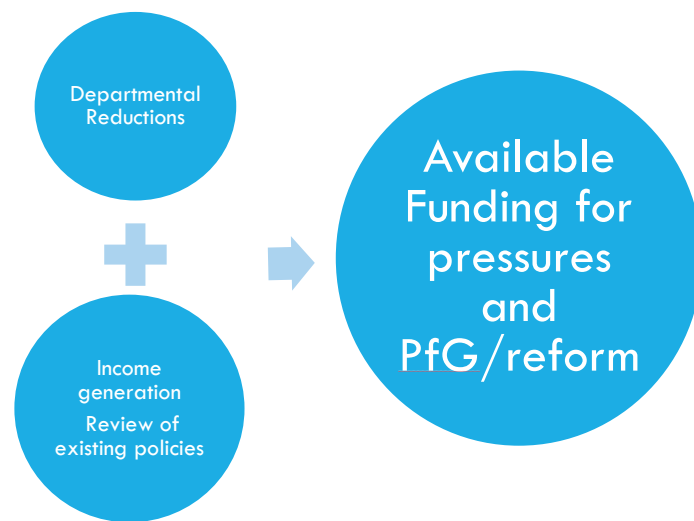 Departmental
Reductions
Income
generation
Review of
existing policies
Available
Funding for
pressures
and
PfG/reform